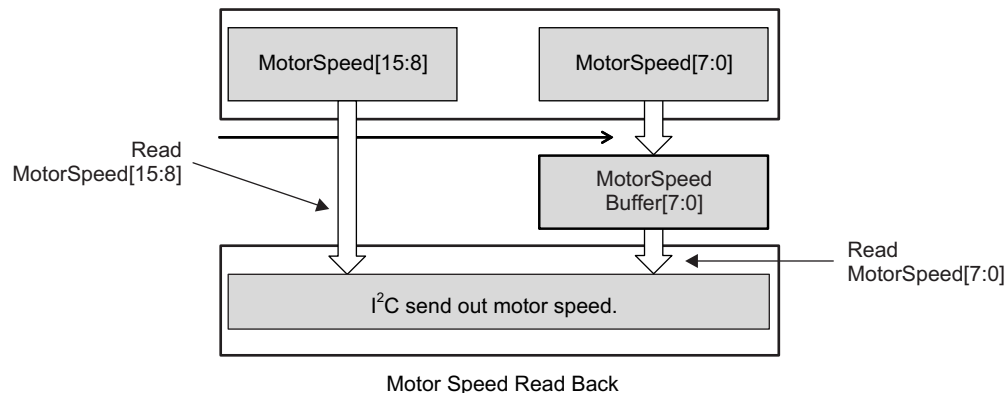 MotorSpeed[15:8]
MotorSpeed[7:0]
Read
MotorSpeed[15:8]
MotorSpeed
Buffer[7:0]
Read
MotorSpeed[7:0]
I²C send out motor speed.
Motor Speed Read Back